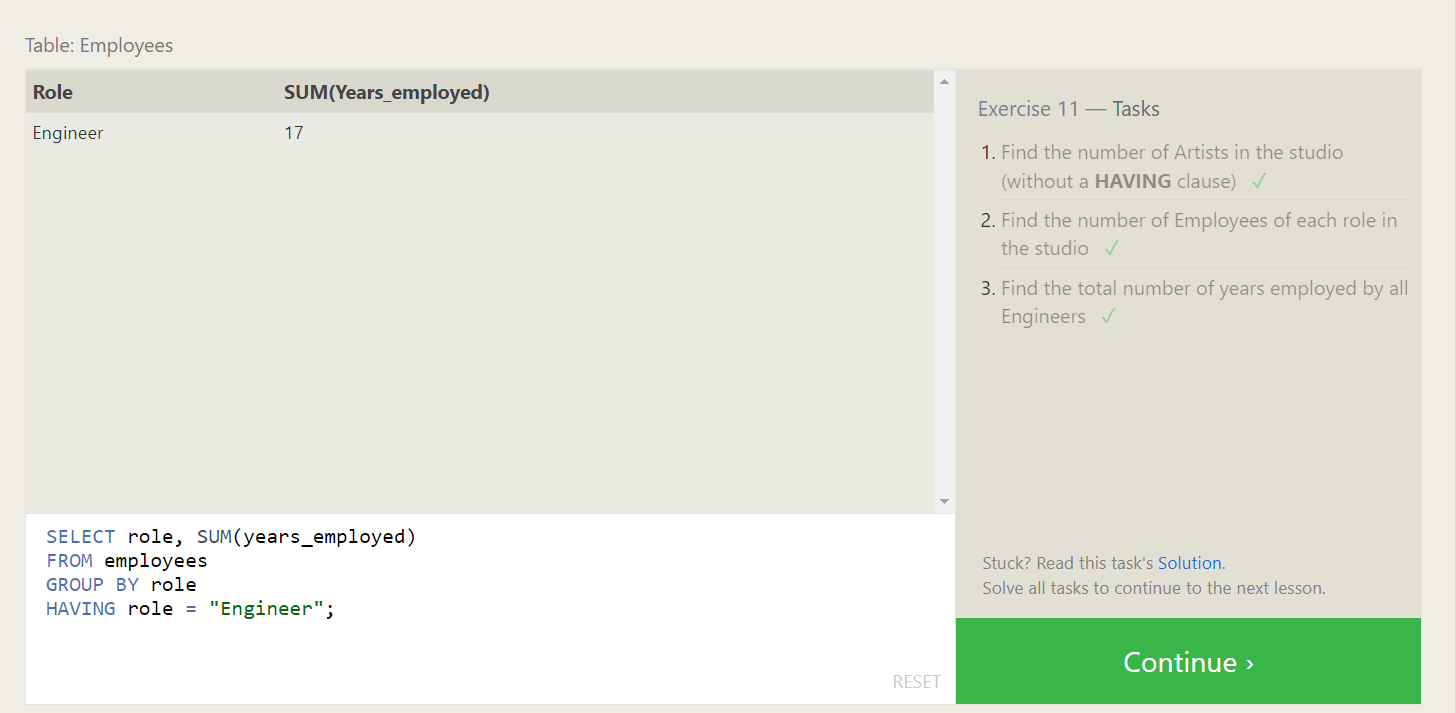 Table: Employees
Role SUM(Years_employed)
Engineer 17
SELECT role, SUM(years_employed)
FROM employees
GROUP BY role
HAVING role = "Engineer";
RESET
Exercise 11 — Tasks
1. Find the number of Artists in the studio
(without a HAVING clause) ✓
2. Find the number of Employees of each role in
the studio ✓
3. Find the total number of years employed by all
Engineers ✓
Stuck? Read this task's Solution.
Solve all tasks to continue to the next lesson.
Continue ›